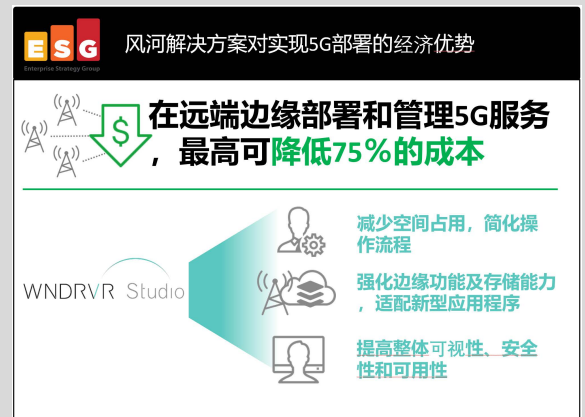 ESG
Enterprise Strategy Group
风河解决方案对实现5G部署的经济优势
$
在远端边缘部署和管理5G服务
，最高可降低75%的成本
WNDRVR Studio
减少空间占用，简化操
作流程
强化边缘功能及存储能力
，适配新型应用程序
提高整体可视性、安全
性和可用性